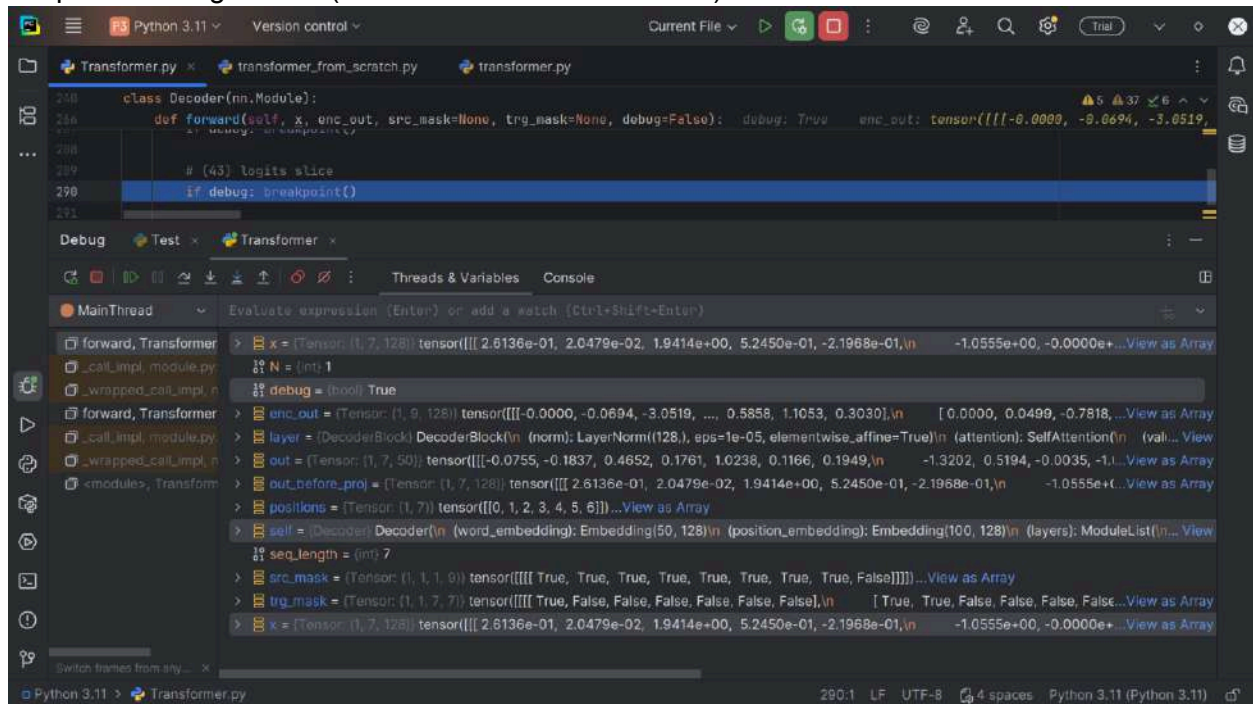 Python 3.11 Version control Current File Trial
Transformer.py transformer_from_scratch.py transformer.py
240 class Decoder(nn.Module): 5 37 6
266 def forward(self, x, enc_out, src_mask=None, trg_mask=None, debug=False): debug: True enc_out: tensor([[[-0.0000, -0.0694, -3.0519,
288
289 # (43) logits slice
290 if debug: breakpoint()
291
Debug Test Transformer
Threads & Variables Console
MainThread Evaluate expression (Enter) or add a watch (Ctrl+Shift+Enter)
forward, Transformer x = {Tensor: (1, 7, 128)} tensor([[[ 2.6136e-01, 2.0479e-02, 1.9414e+00, 5.2450e-01, -2.1968e-01,\n -1.0555e+00, -0.0000e+...View as Array
_call_impl, module.py N = {int} 1
_wrapped_call_impl, debug = {bool} True
forward, Transformer enc_out = {Tensor: (1, 9, 128)} tensor([[[-0.0000, -0.0694, -3.0519, ..., 0.5858, 1.1053, 0.3030],\n [ 0.0000, 0.0499, -0.7818,...View as Array
_call_impl, module.py layer = {DecoderBlock} DecoderBlock(\n (norm): LayerNorm((128,), eps=1e-05, elementwise_affine=True)\n (attention): SelfAttention(\n (val... View
_wrapped_call_impl, out = {Tensor: (1, 7, 50)} tensor([[[-0.0755, -0.1837, 0.4652, 0.1761, 1.0238, 0.1166, 0.1949,\n -1.3202, 0.5194, -0.0035, -1.(...View as Array
<module>, Transform out_before_proj = {Tensor: (1, 7, 128)} tensor([[[ 2.6136e-01, 2.0479e-02, 1.9414e+00, 5.2450e-01, -2.1968e-01,\n -1.0555e+(...View as Array
positions = {Tensor: (1, 7)} tensor([[0, 1, 2, 3, 4, 5, 6]])...View as Array
self = {Decoder} Decoder(\n (word_embedding): Embedding(50, 128)\n (position_embedding): Embedding(100, 128)\n (layers): ModuleList(\n... View
seq_length = {int} 7
src_mask = {Tensor: (1, 1, 1, 9)} tensor([[[[ True, True, True, True, True, True, True, True, False]]]])...View as Array
trg_mask = {Tensor: (1, 1, 7, 7)} tensor([[[[ True, False, False, False, False, False, False],\n [ True, True, False, False, False, False...View as Array
x = {Tensor: (1, 7, 128)} tensor([[[ 2.6136e-01, 2.0479e-02, 1.9414e+00, 5.2450e-01, -2.1968e-01,\n -1.0555e+00, -0.0000e+...View as Array
Switch frames from any...
Python 3.11 > Transformer.py 290:1 LF UTF-8 4 spaces Python 3.11 (Python 3.11)